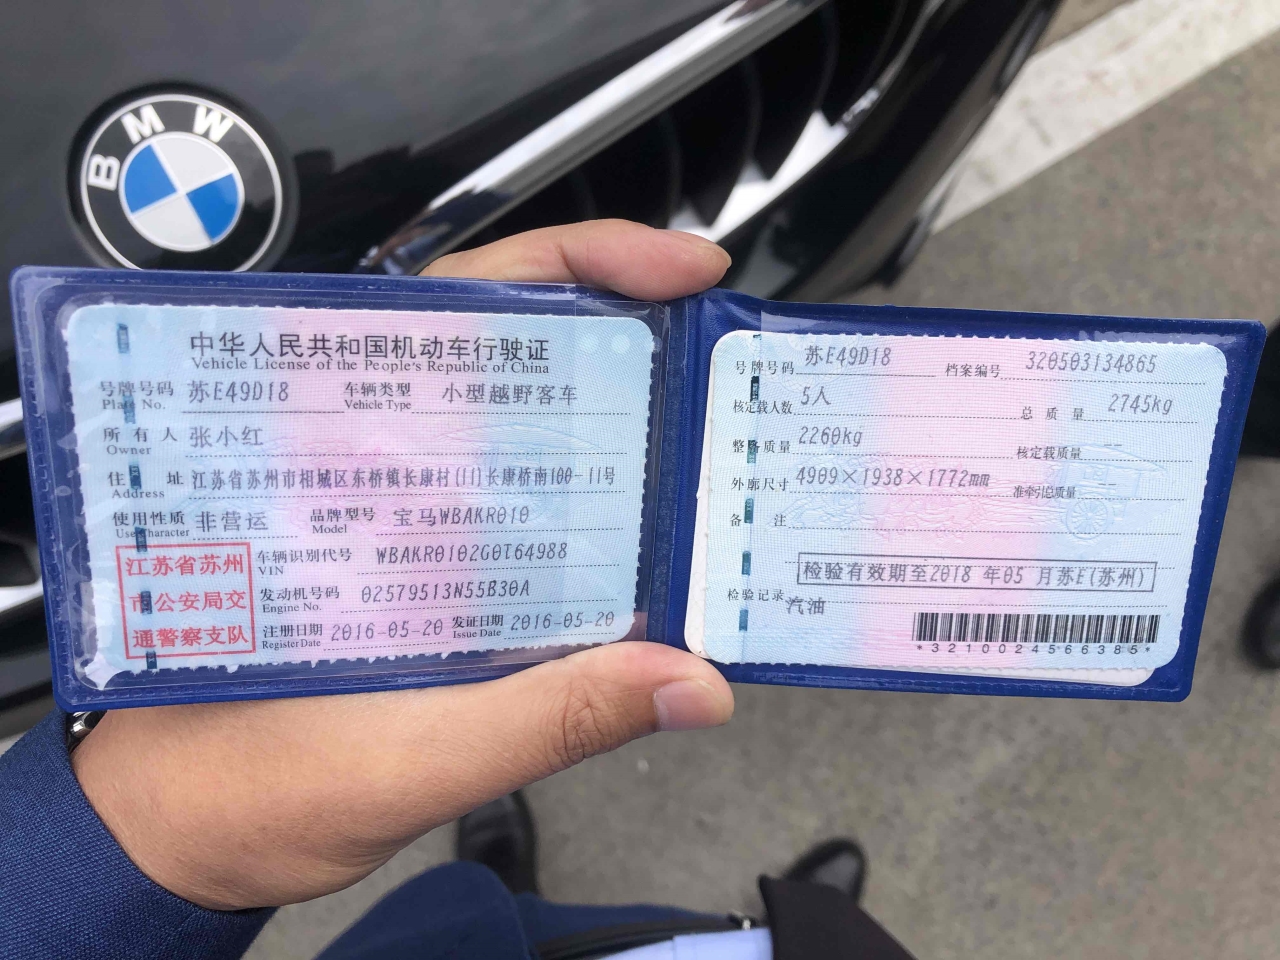 BMW
中华人民共和国机动车行驶证
Vehicle License of the People's Republic of China
号牌号码 苏E49D18 车辆类型 小型越野客车
Plate No. Vehicle Type
所有人 张小红
Owner
住址 江苏省苏州市相城区东桥镇长康村(11)长康桥南100-11号
Address
使用性质 非营运 品牌型号 宝马WBAKR010
Use Character Model
江苏省苏州
市公安局交
通警察支队
车辆识别代号 WBAKR0102G0T64988
VIN
发动机号码 02579513N55B30A
Engine No.
注册日期 2016-05-20 发证日期 2016-05-20
Register Date Issue Date
号牌号码 苏E49D18 档案编号 320503134865
核定载人数 5人 总质量 2745kg
整备质量 2260kg 核定载质量 --
外廓尺寸 4909×1938×1772mm 准牵引总质量 --
备注
检验有效期至2018年05月苏E(苏州)
检验记录
汽油
*3210024566385*